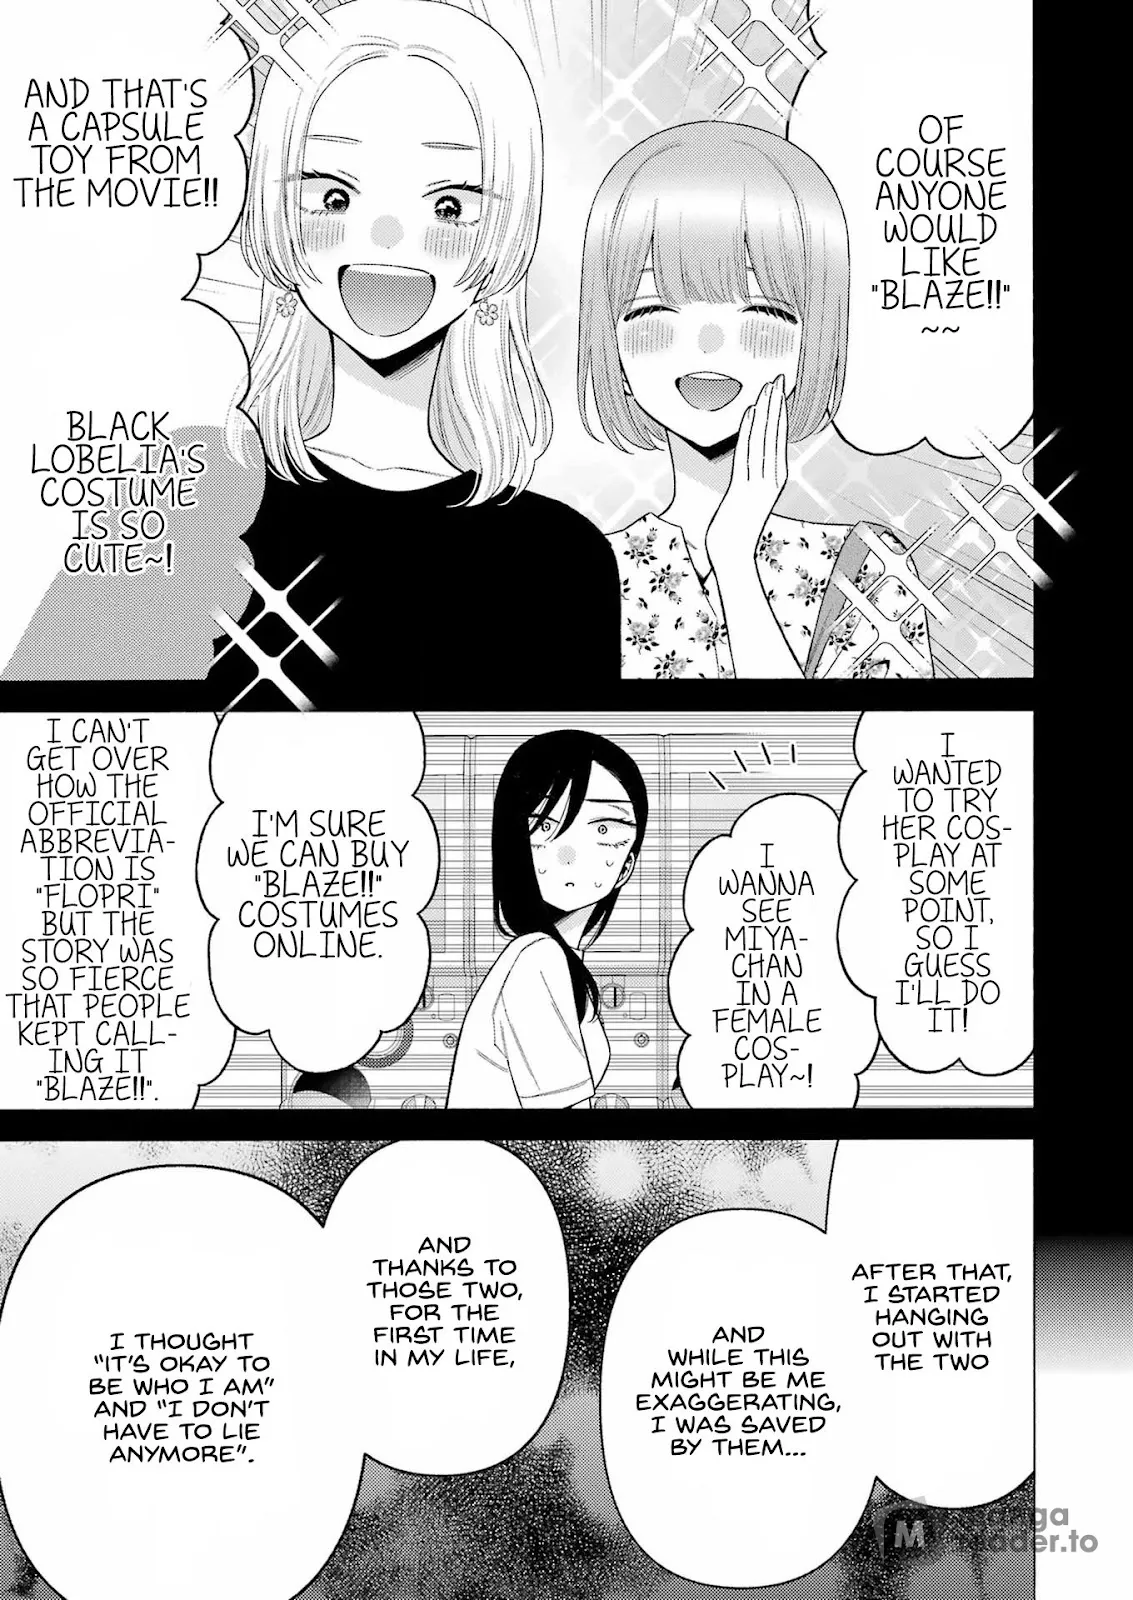 OF
COURSE
ANYONE
WOULD
LIKE
"BLAZE!!"
~~
AND THAT'S
A CAPSULE
TOY FROM
THE MOVIE!!
BLACK
LOBELIA'S
COSTUME
IS SO
CUTE~!
I
WANTED
TO TRY
HER COS-
PLAY AT
SOME
POINT,
SO I
GUESS
I'LL DO
IT!
I
WANNA
SEE
MIYA-
CHAN
IN A
FEMALE
COS-
PLAY~!
I'M SURE
WE CAN BUY
"BLAZE!!"
COSTUMES
ONLINE.
I CAN'T
GET OVER
HOW THE
OFFICIAL
ABBREVIA-
TION IS
"FLOPRI"
BUT THE
STORY WAS
SO FIERCE
THAT PEOPLE
KEPT CALL-
ING IT
"BLAZE!!".
AFTER THAT,
I STARTED
HANGING
OUT WITH
THE TWO
AND
WHILE THIS
MIGHT BE ME
EXAGGERATING,
I WAS SAVED
BY THEM...
AND
THANKS TO
THOSE TWO,
FOR THE
FIRST TIME
IN MY LIFE,
I THOUGHT
"IT'S OKAY TO
BE WHO I AM"
AND "I DON'T
HAVE TO LIE
ANYMORE".
M manga
reader.to